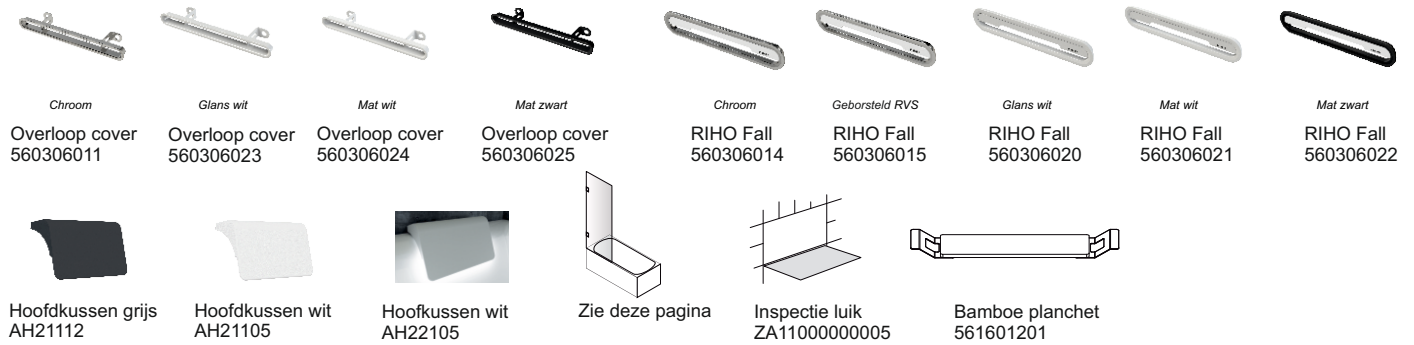 Chroom
Glans wit
Mat wit
Mat zwart
Chroom
Geborsteld RVS
Glans wit
Mat wit
Mat zwart
Overloop cover
560306011
Overloop cover
560306023
Overloop cover
560306024
Overloop cover
560306025
RIHO Fall
560306014
RIHO Fall
560306015
RIHO Fall
560306020
RIHO Fall
560306021
RIHO Fall
560306022
Hoofdkussen grijs
AH21112
Hoofdkussen wit
AH21105
Hoofkussen wit
AH22105
Zie deze pagina
Inspectie luik
ZA11000000005
Bamboe planchet
561601201